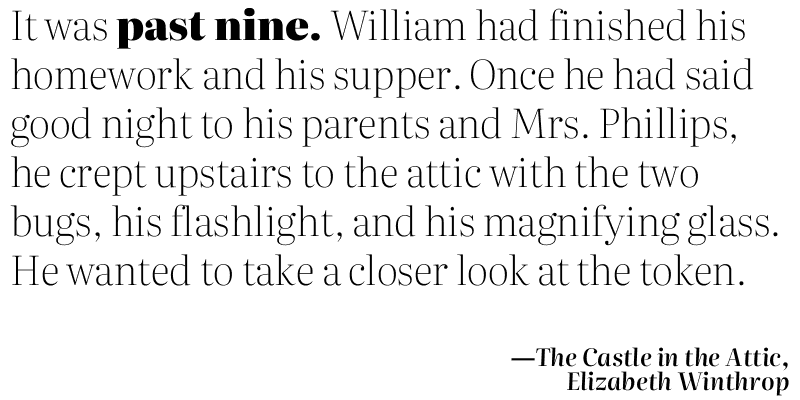 It was past nine. William had finished his
homework and his supper. Once he had said
good night to his parents and Mrs. Phillips,
he crept upstairs to the attic with the two
bugs, his flashlight, and his magnifying glass.
He wanted to take a closer look at the token.
—The Castle in the Attic,
Elizabeth Winthrop